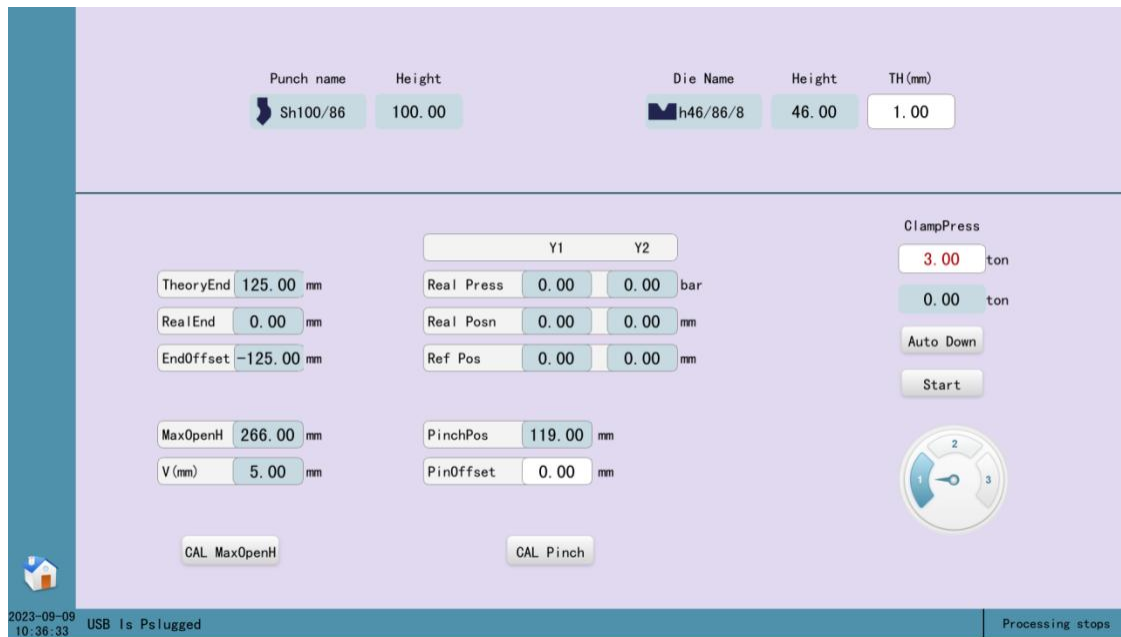 Punch name Height Die Name Height TH(mm)
Sh100/86 100.00 h46/86/8 46.00 1.00
ClampPress
Y1 Y2
3.00 ton
TheoryEnd 125.00 mm Real Press 0.00 0.00 bar
0.00 ton
RealEnd 0.00 mm Real Posn 0.00 0.00 mm
Auto Down
EndOffset -125.00 mm Ref Pos 0.00 0.00 mm
Start
MaxOpenH 266.00 mm PinchPos 119.00 mm
2
V(mm) 5.00 mm PinOffset 0.00 mm
1 3
CAL MaxOpenH CAL Pinch
2023-09-09
10:36:33 USB Is Pslugged Processing stops